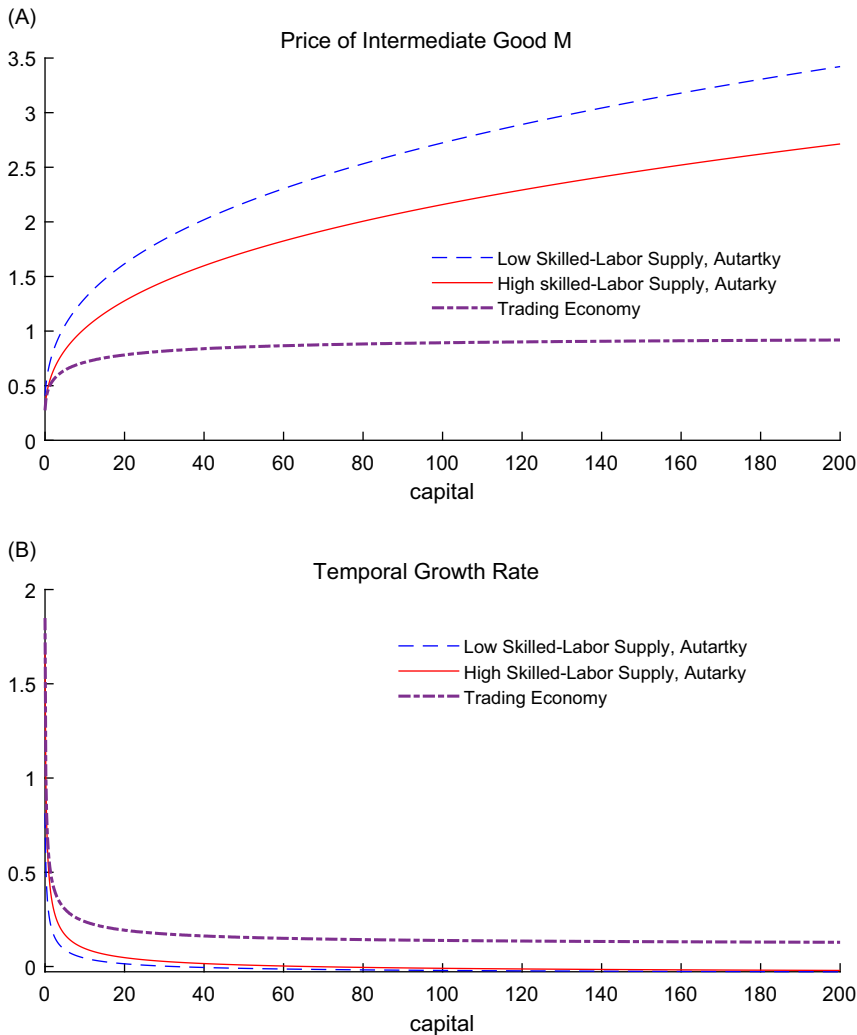 (A)
Price of Intermediate Good M
3.5
3
2.5
2
1.5
1
0.5
0
Low Skilled-Labor Supply, Autartky
High skilled-Labor Supply, Autarky
Trading Economy
0 20 40 60 80 100 120 140 160 180 200
capital
(B)
Temporal Growth Rate
2
1.5
1
0.5
0
Low Skilled-Labor Supply, Autartky
High Skilled-Labor Supply, Autarky
Trading Economy
0 20 40 60 80 100 120 140 160 180 200
capital